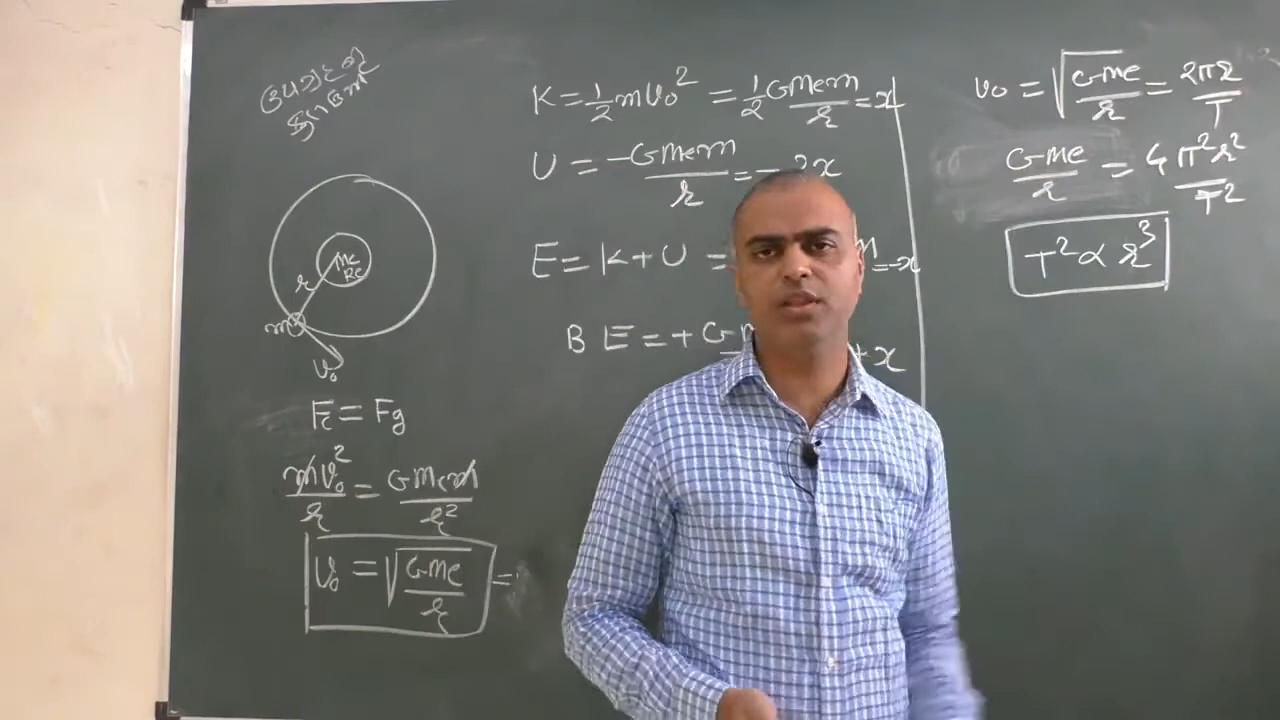 Me
Re
r
m
v₀
Fc = Fg
mv₀²/r = GMem/r²
v₀ = √(GMe/r) =
K = 1/2 mv₀² = 1/2 GMem/r = x
U = -GMem/r = -2x
E = K + U = = -x
BE = + G + x
v₀ = √(GMe/r) = 2πr/T
GMe/r = 4π²r²/T²
T² ∝ r³